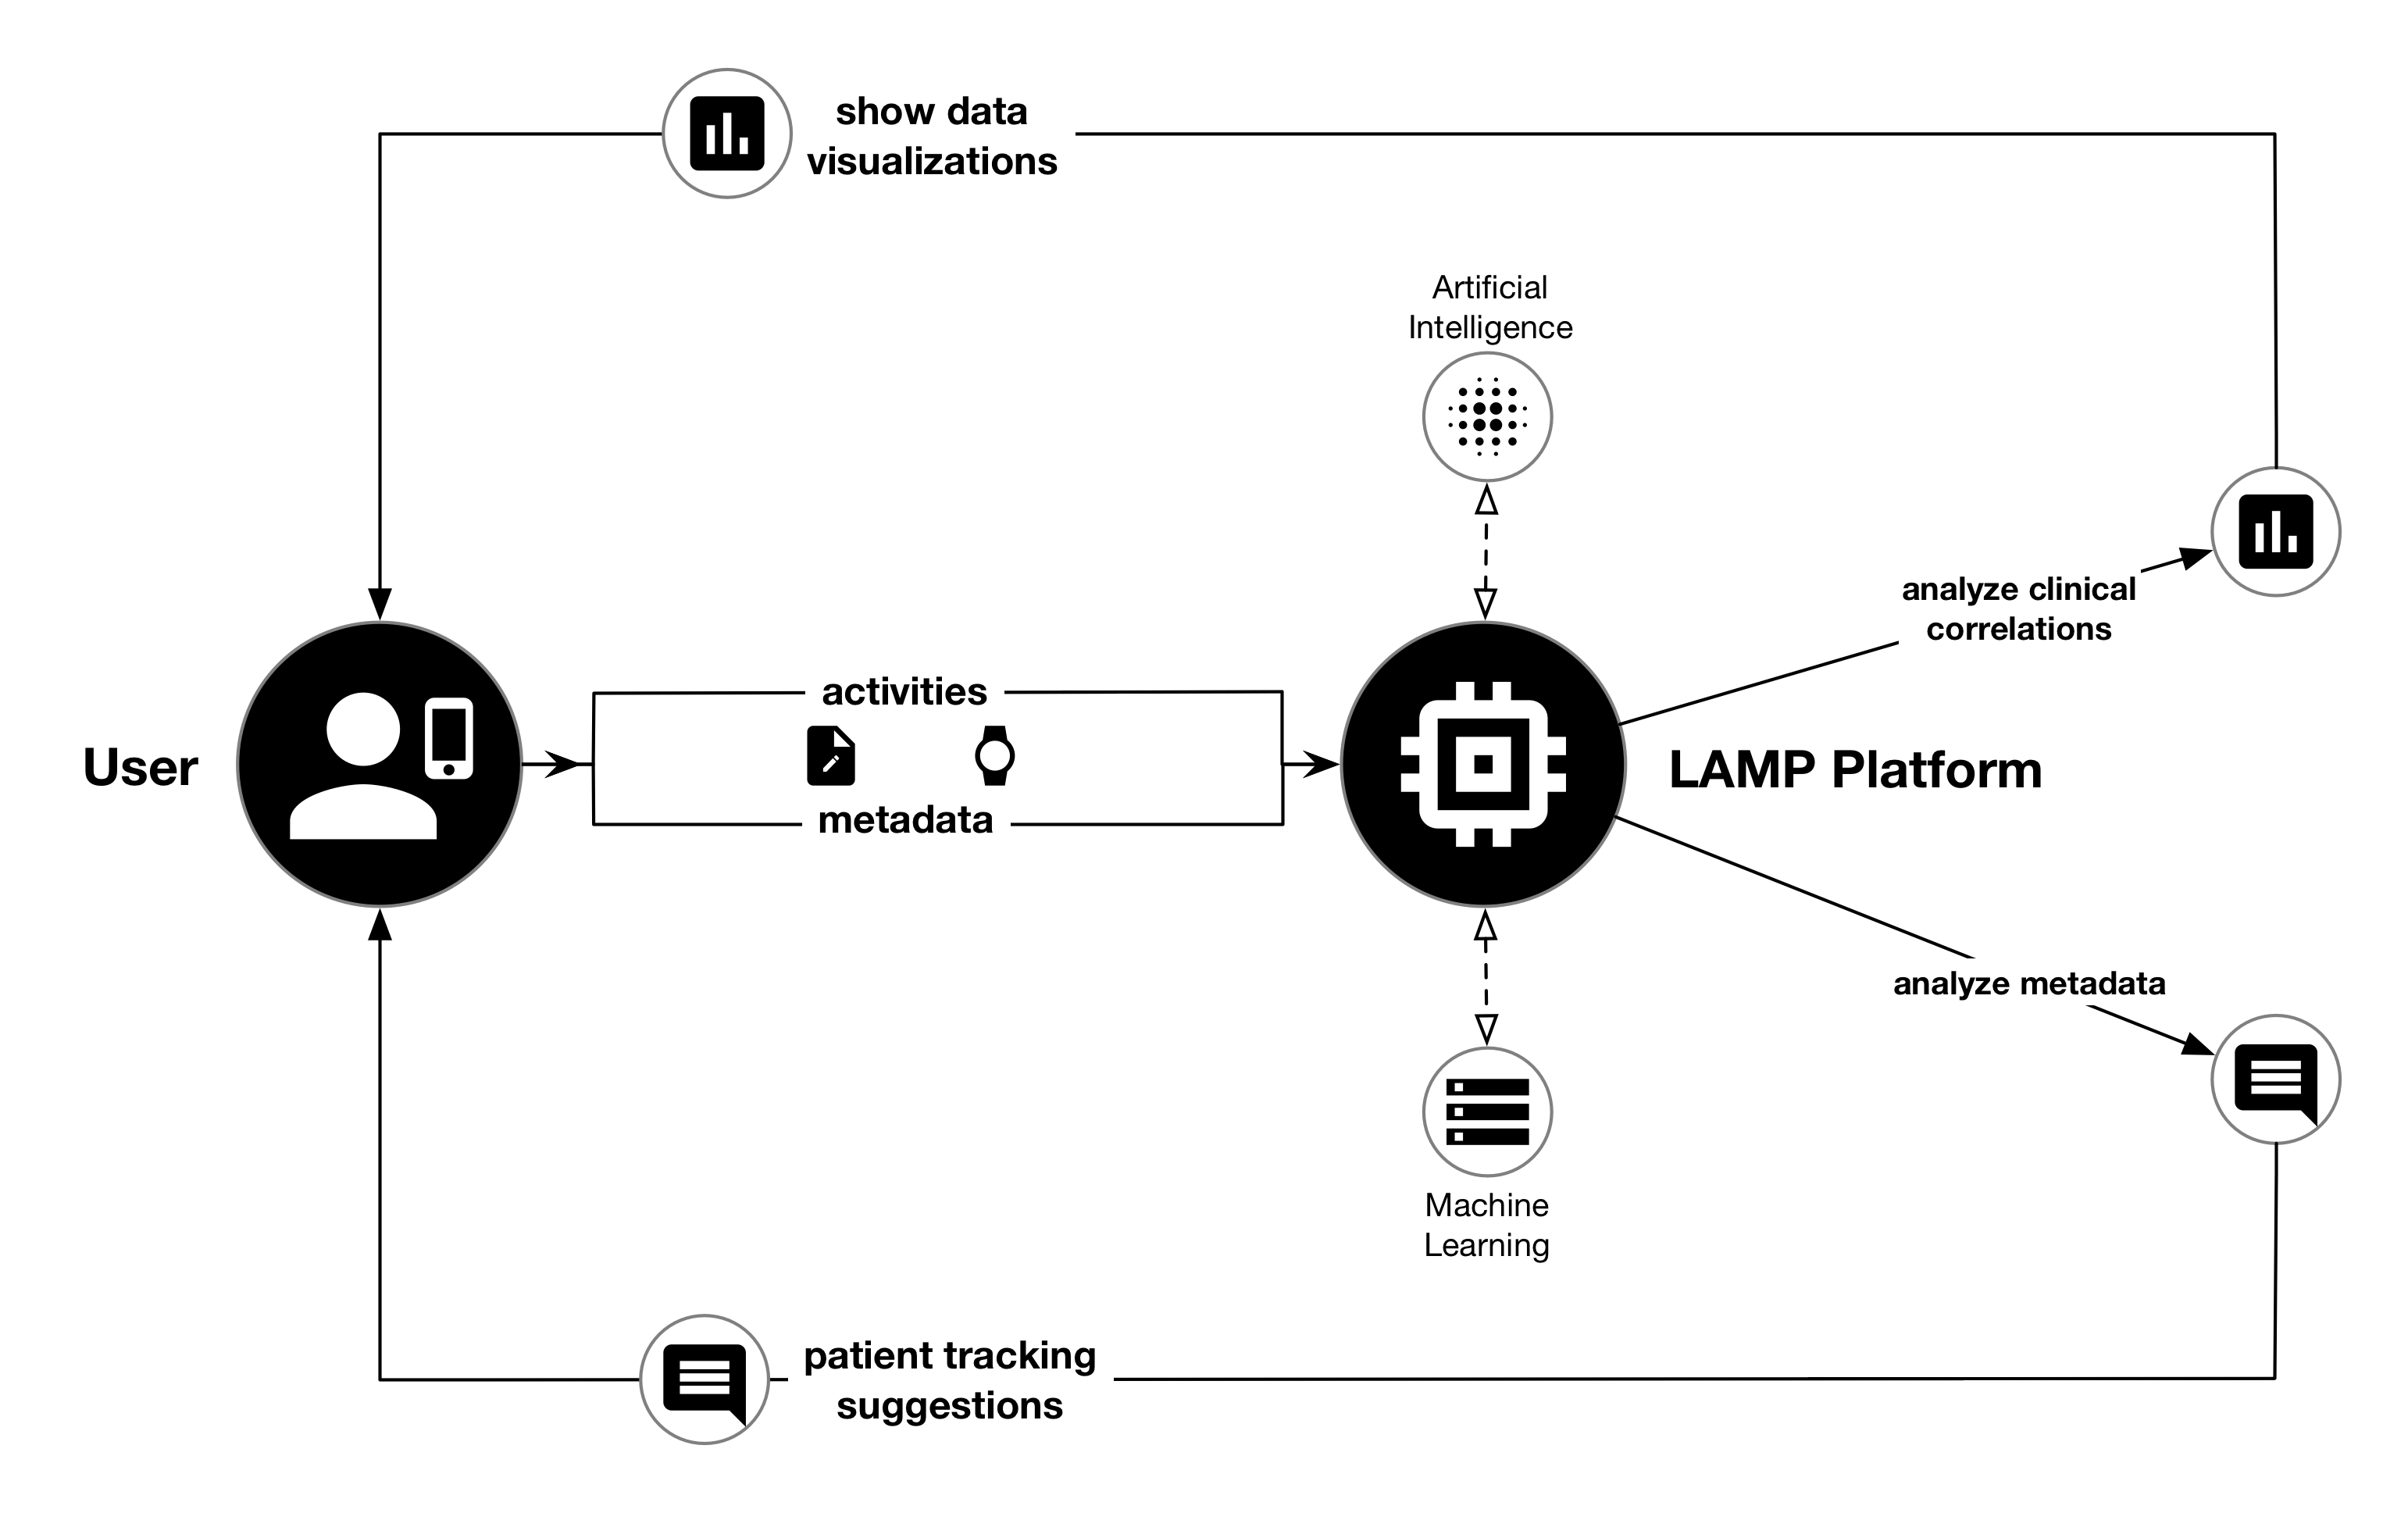 show data
visualizations
Artificial
Intelligence
analyze clinical
correlations
activities
User
LAMP Platform
metadata
analyze metadata
Machine
Learning
patient tracking
suggestions